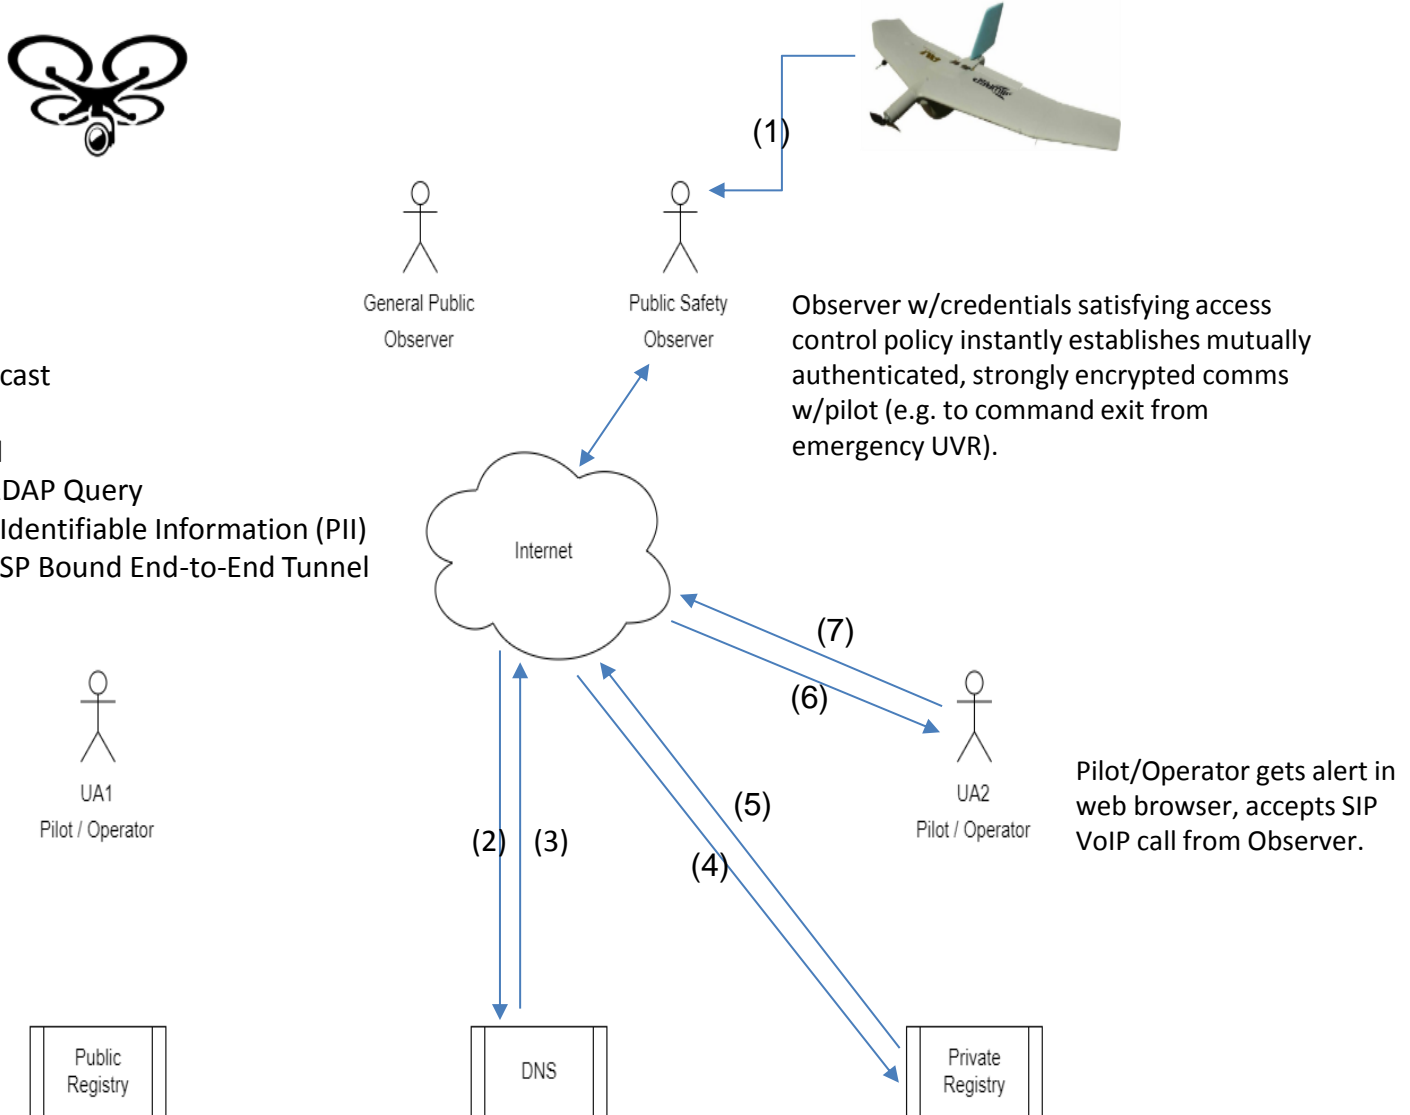 (1)
General Public
Observer
Public Safety
Observer
Observer w/credentials satisfying access
control policy instantly establishes mutually
authenticated, strongly encrypted comms
w/pilot (e.g. to command exit from
emergency UVR).
cast
DAP Query
Identifiable Information (PII)
SP Bound End-to-End Tunnel
Internet
(7)
(6)
UA1
Pilot / Operator
UA2
Pilot / Operator
Pilot/Operator gets alert in
web browser, accepts SIP
VoIP call from Observer.
(2)
(3)
(5)
(4)
Public
Registry
DNS
Private
Registry